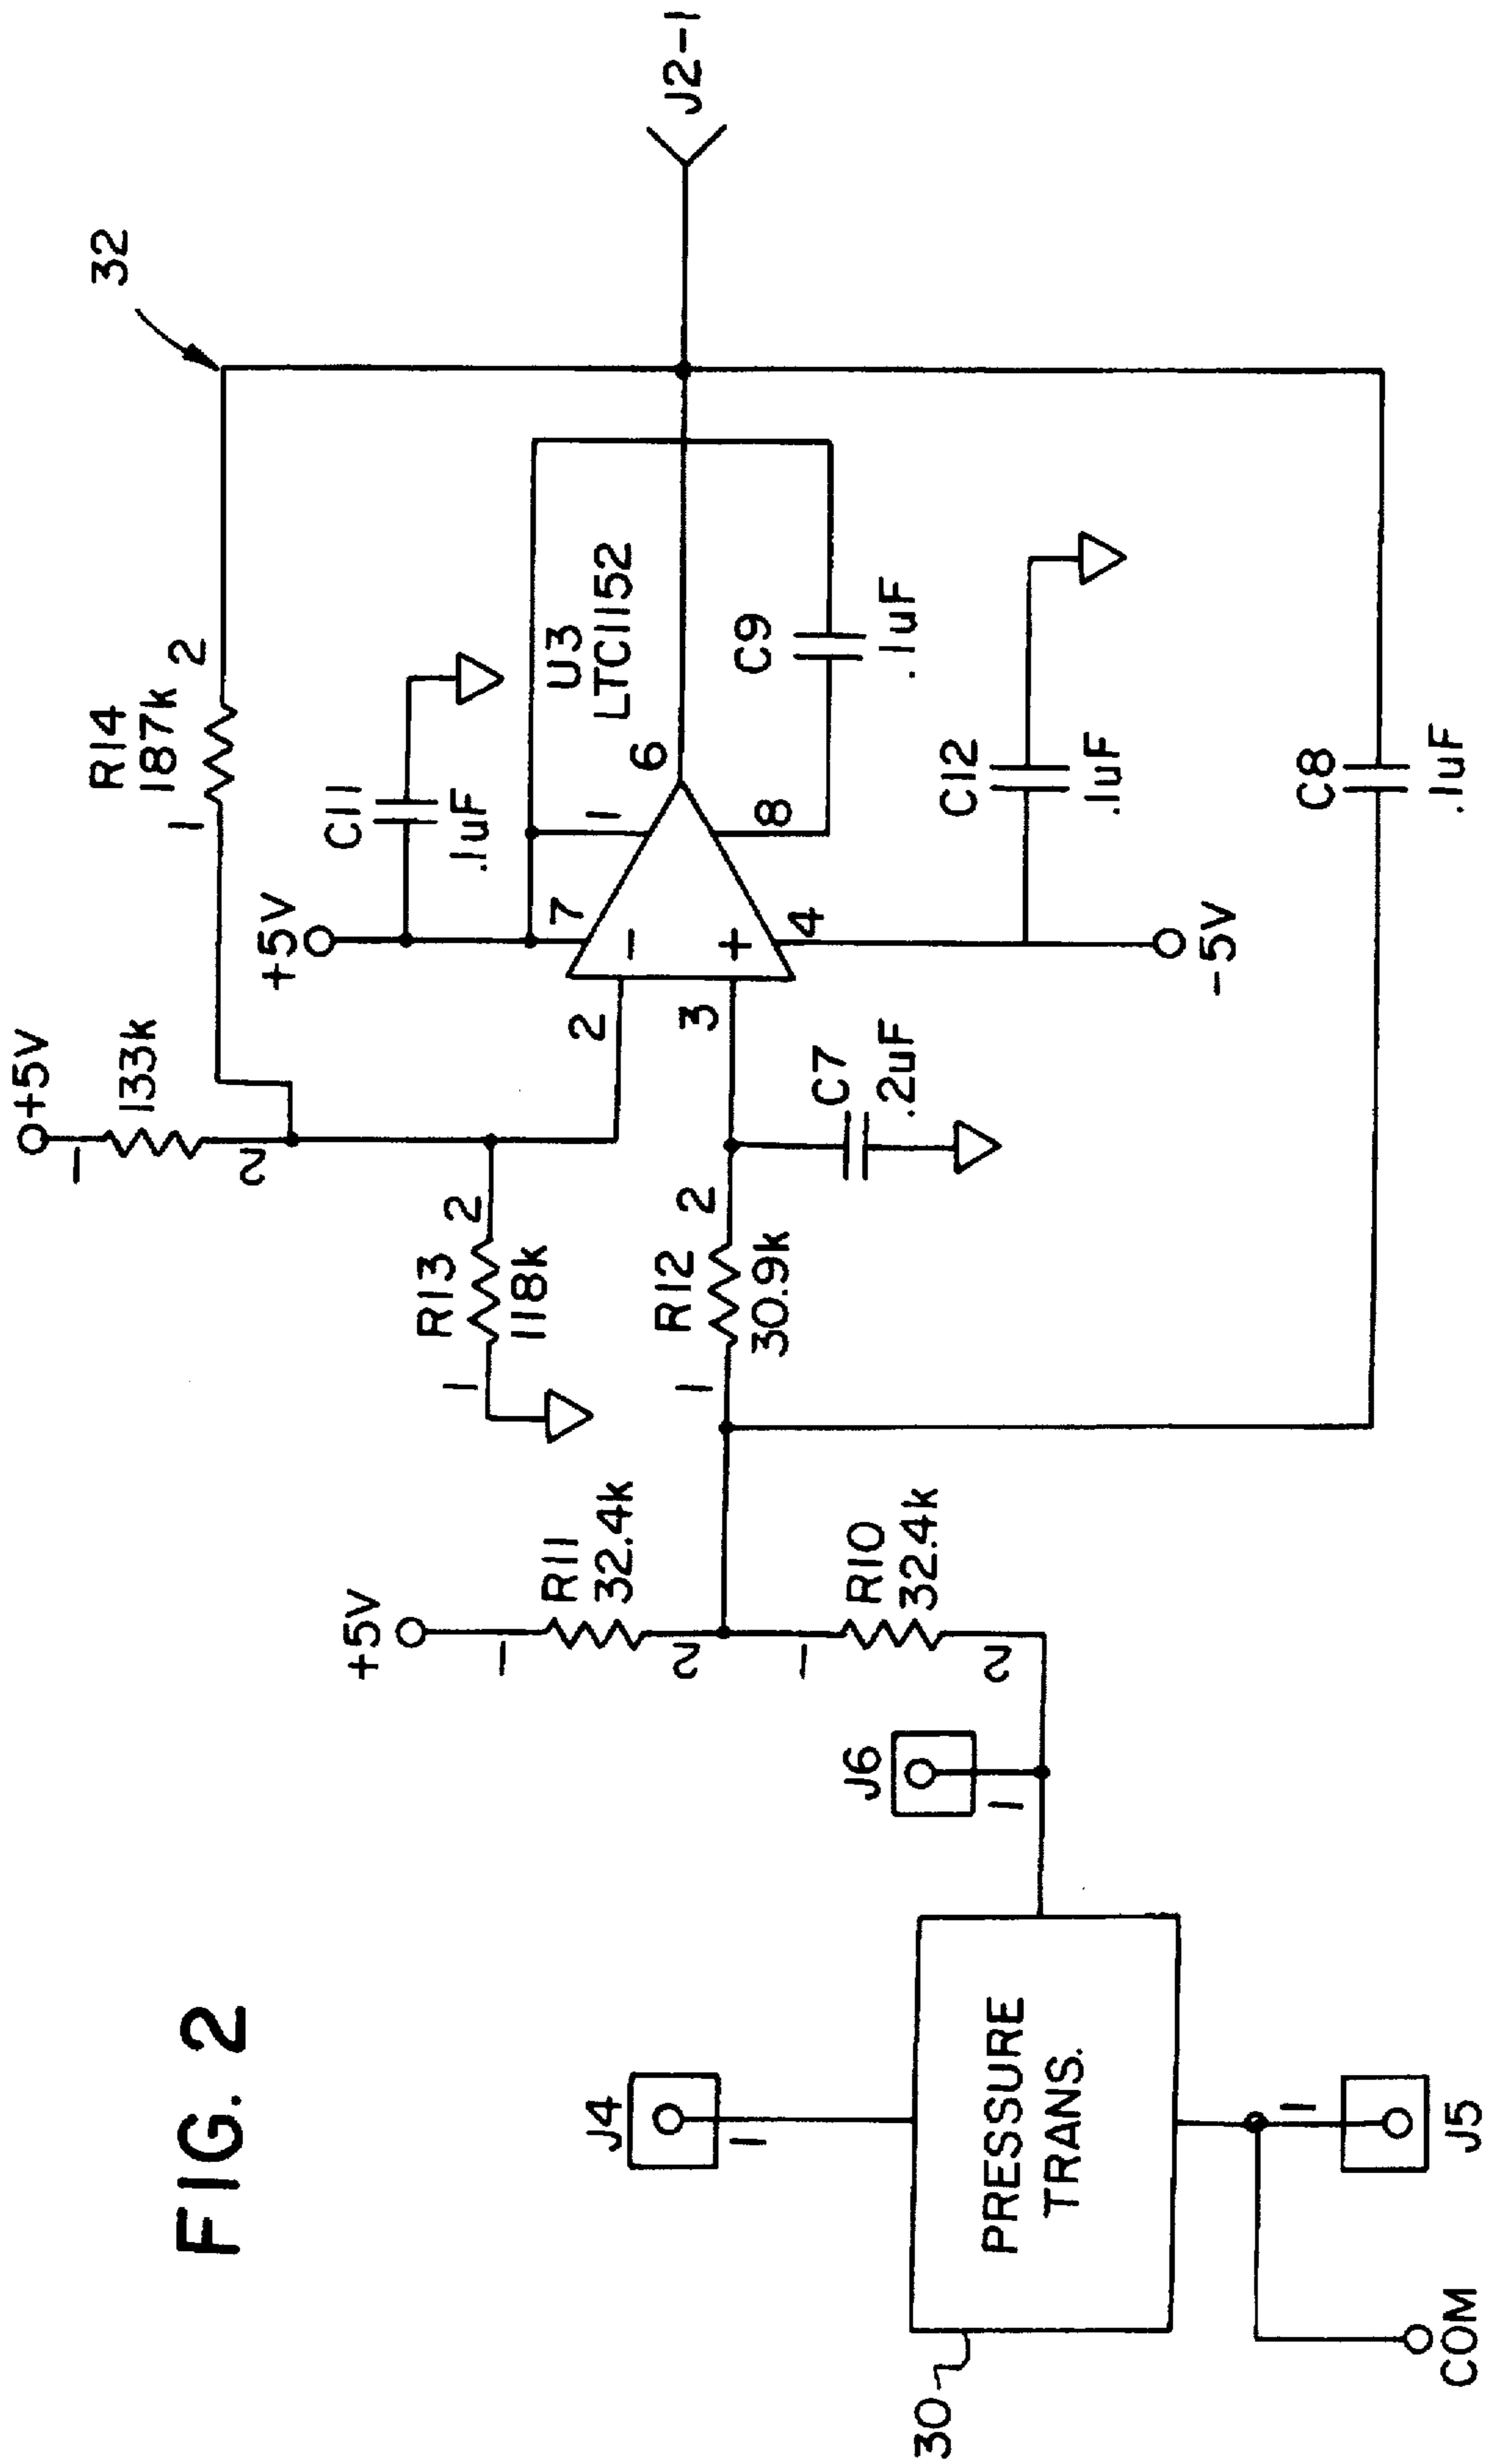 FIG. 2
32
+5V
1
133k
2
R14
187k
1
2
+5V
C11
.1uF
U3
LTC1152
7
1
6
8
4
2
3
-
+
C9
.1uF
C12
.1uF
-5V
C8
.1uF
J2-1
R13
118k
1
2
R12
30.9k
1
2
C7
.2uF
+5V
R11
32.4k
1
2
R10
32.4k
1
2
J6
1
J4
1
PRESSURE
TRANS.
30
1
J5
COM